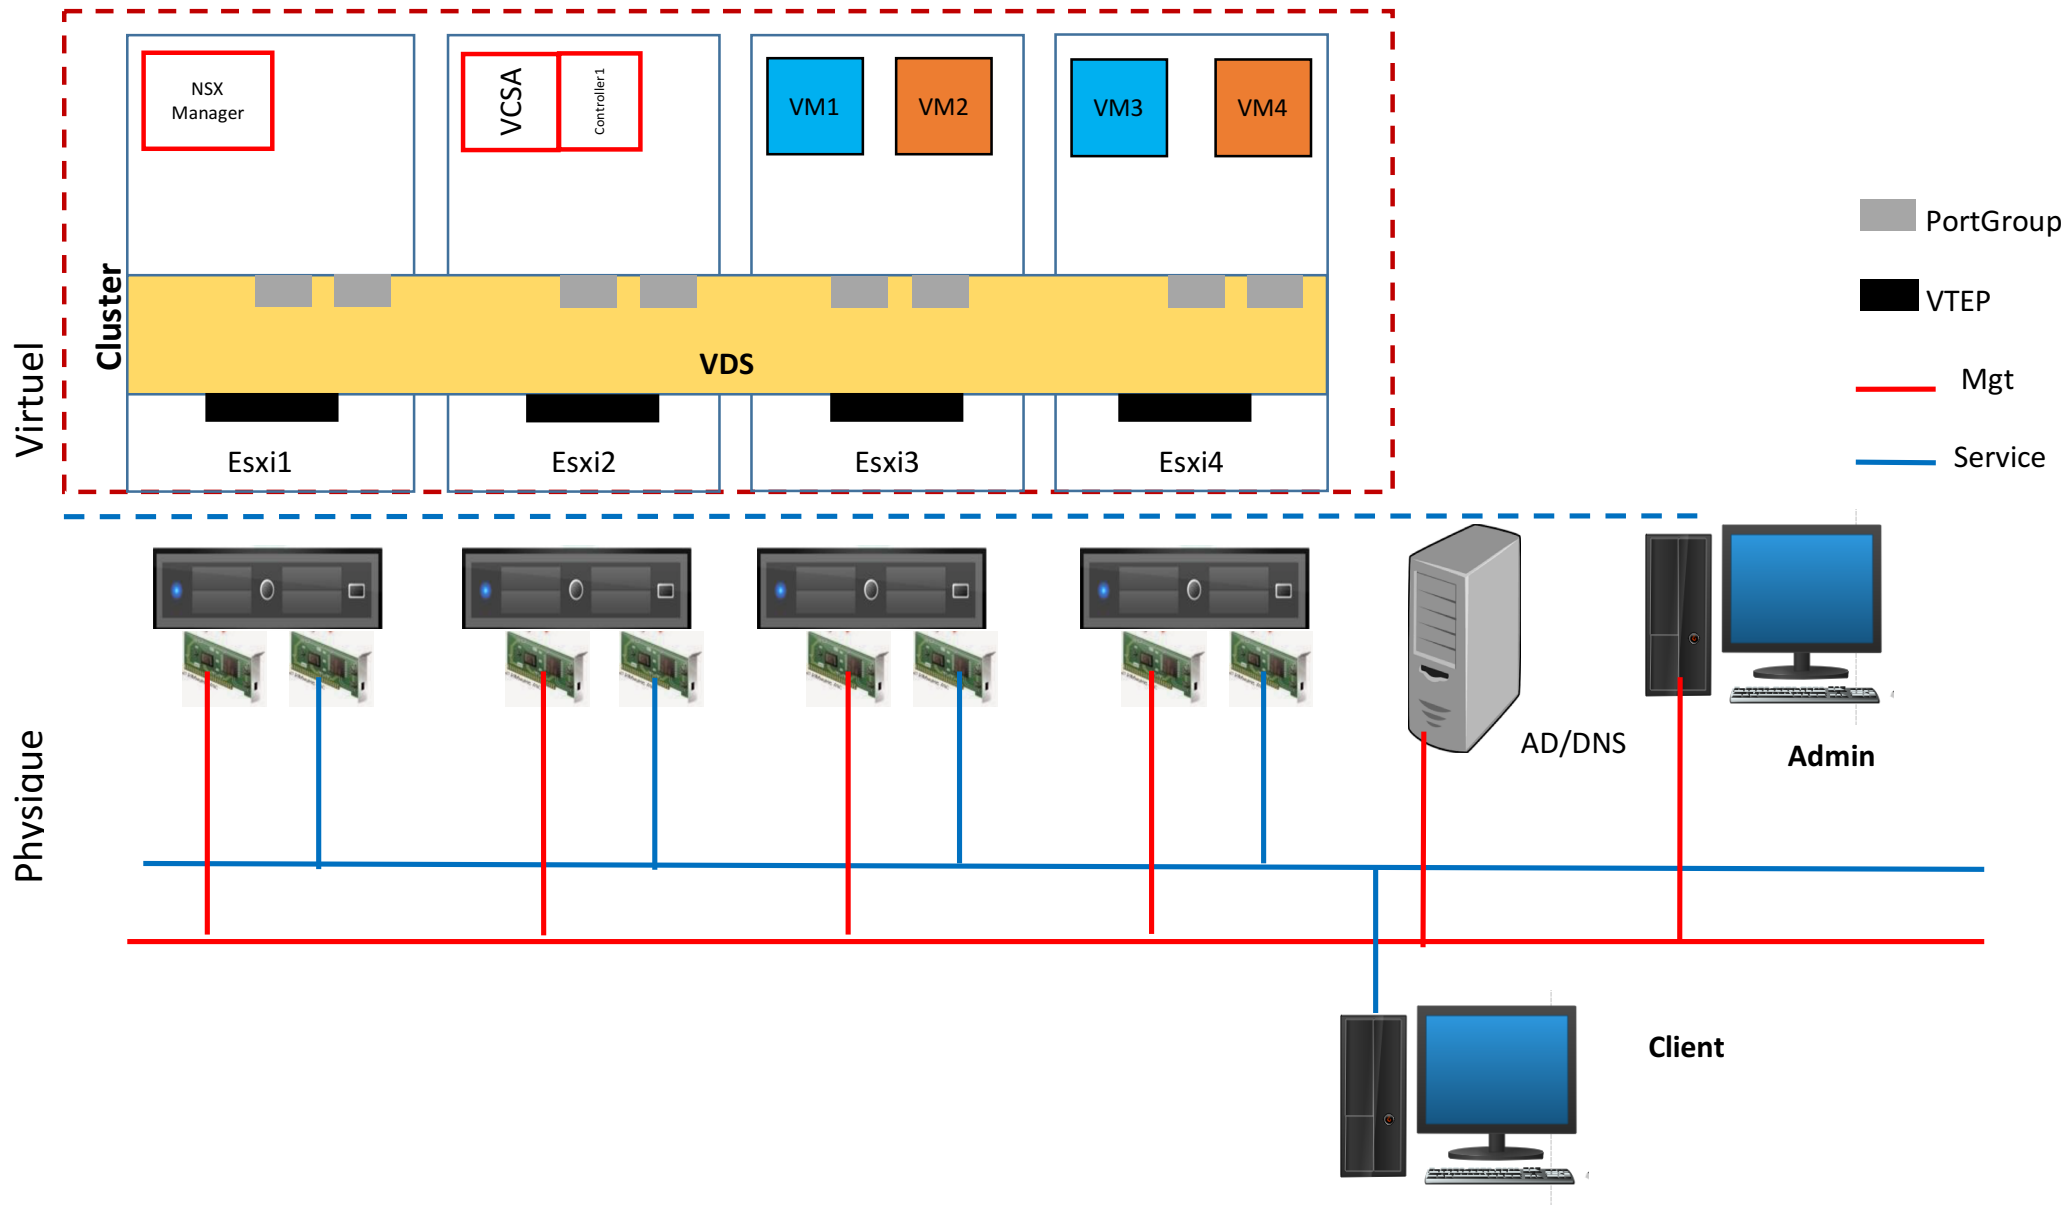 NSX
Manager
VCSA
Controller1
VM1
VM2
VM3
VM4
PortGroup
VTEP
Mgt
Service
Cluster
VDS
Virtuel
Esxi1
Esxi2
Esxi3
Esxi4
AD/DNS
Admin
Physique
Client